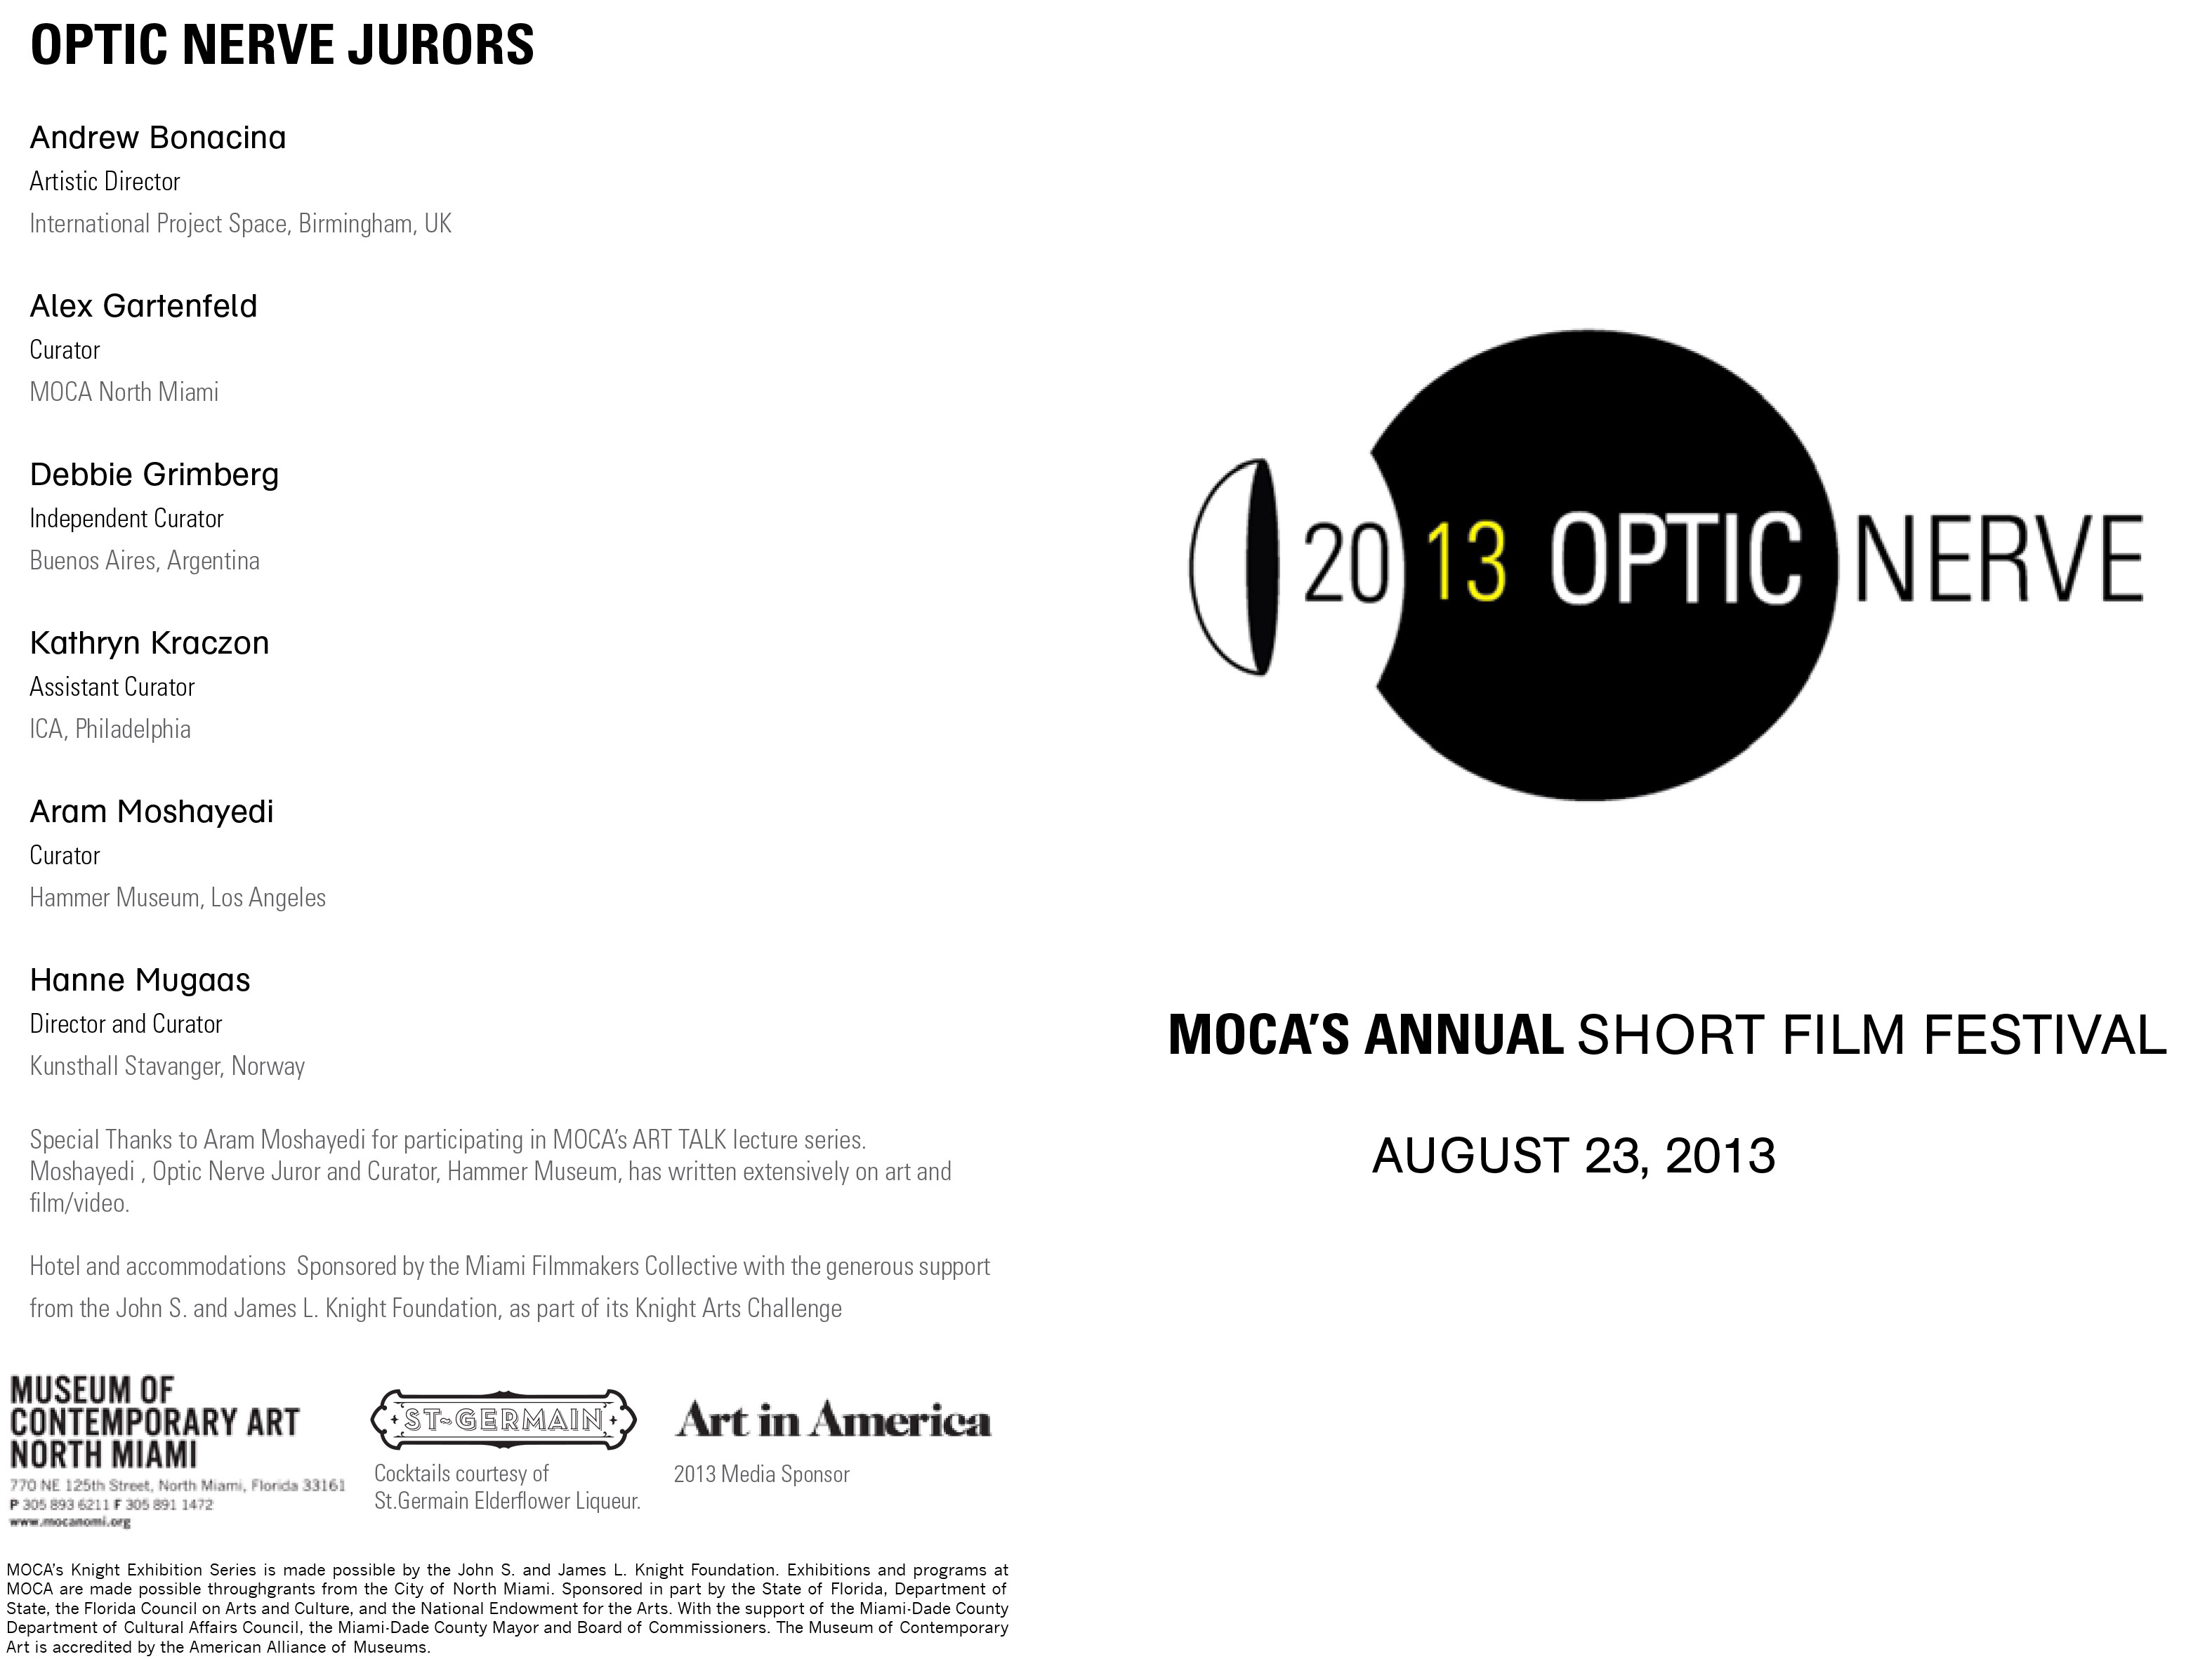 OPTIC NERVE JURORS
Andrew Bonacina
Artistic Director
International Project Space, Birmingham, UK
Alex Gartenfeld
Curator
MOCA North Miami
Debbie Grimberg
Independent Curator
Buenos Aires, Argentina
Kathryn Kraczon
Assistant Curator
ICA, Philadelphia
Aram Moshayedi
Curator
Hammer Museum, Los Angeles
Hanne Mugaas
Director and Curator
Kunsthall Stavanger, Norway
Special Thanks to Aram Moshayedi for participating in MOCA's ART TALK lecture series.
Moshayedi , Optic Nerve Juror and Curator, Hammer Museum, has written extensively on art and
film/video.
Hotel and accommodations Sponsored by the Miami Filmmakers Collective with the generous support
from the John S. and James L. Knight Foundation, as part of its Knight Arts Challenge
MUSEUM OF
CONTEMPORARY ART
NORTH MIAMI
770 NE 125th Street, North Miami, Florida 33161
P 305 893 6211 F 305 891 1472
www.mocanomi.org
ST~GERMAIN
Cocktails courtesy of
St.Germain Elderflower Liqueur.
Art in America
2013 Media Sponsor
MOCA's Knight Exhibition Series is made possible by the John S. and James L. Knight Foundation. Exhibitions and programs at
MOCA are made possible throughgrants from the City of North Miami. Sponsored in part by the State of Florida, Department of
State, the Florida Council on Arts and Culture, and the National Endowment for the Arts. With the support of the Miami-Dade County
Department of Cultural Affairs Council, the Miami-Dade County Mayor and Board of Commissioners. The Museum of Contemporary
Art is accredited by the American Alliance of Museums.
2013 OPTIC NERVE
MOCA'S ANNUAL SHORT FILM FESTIVAL
AUGUST 23, 2013